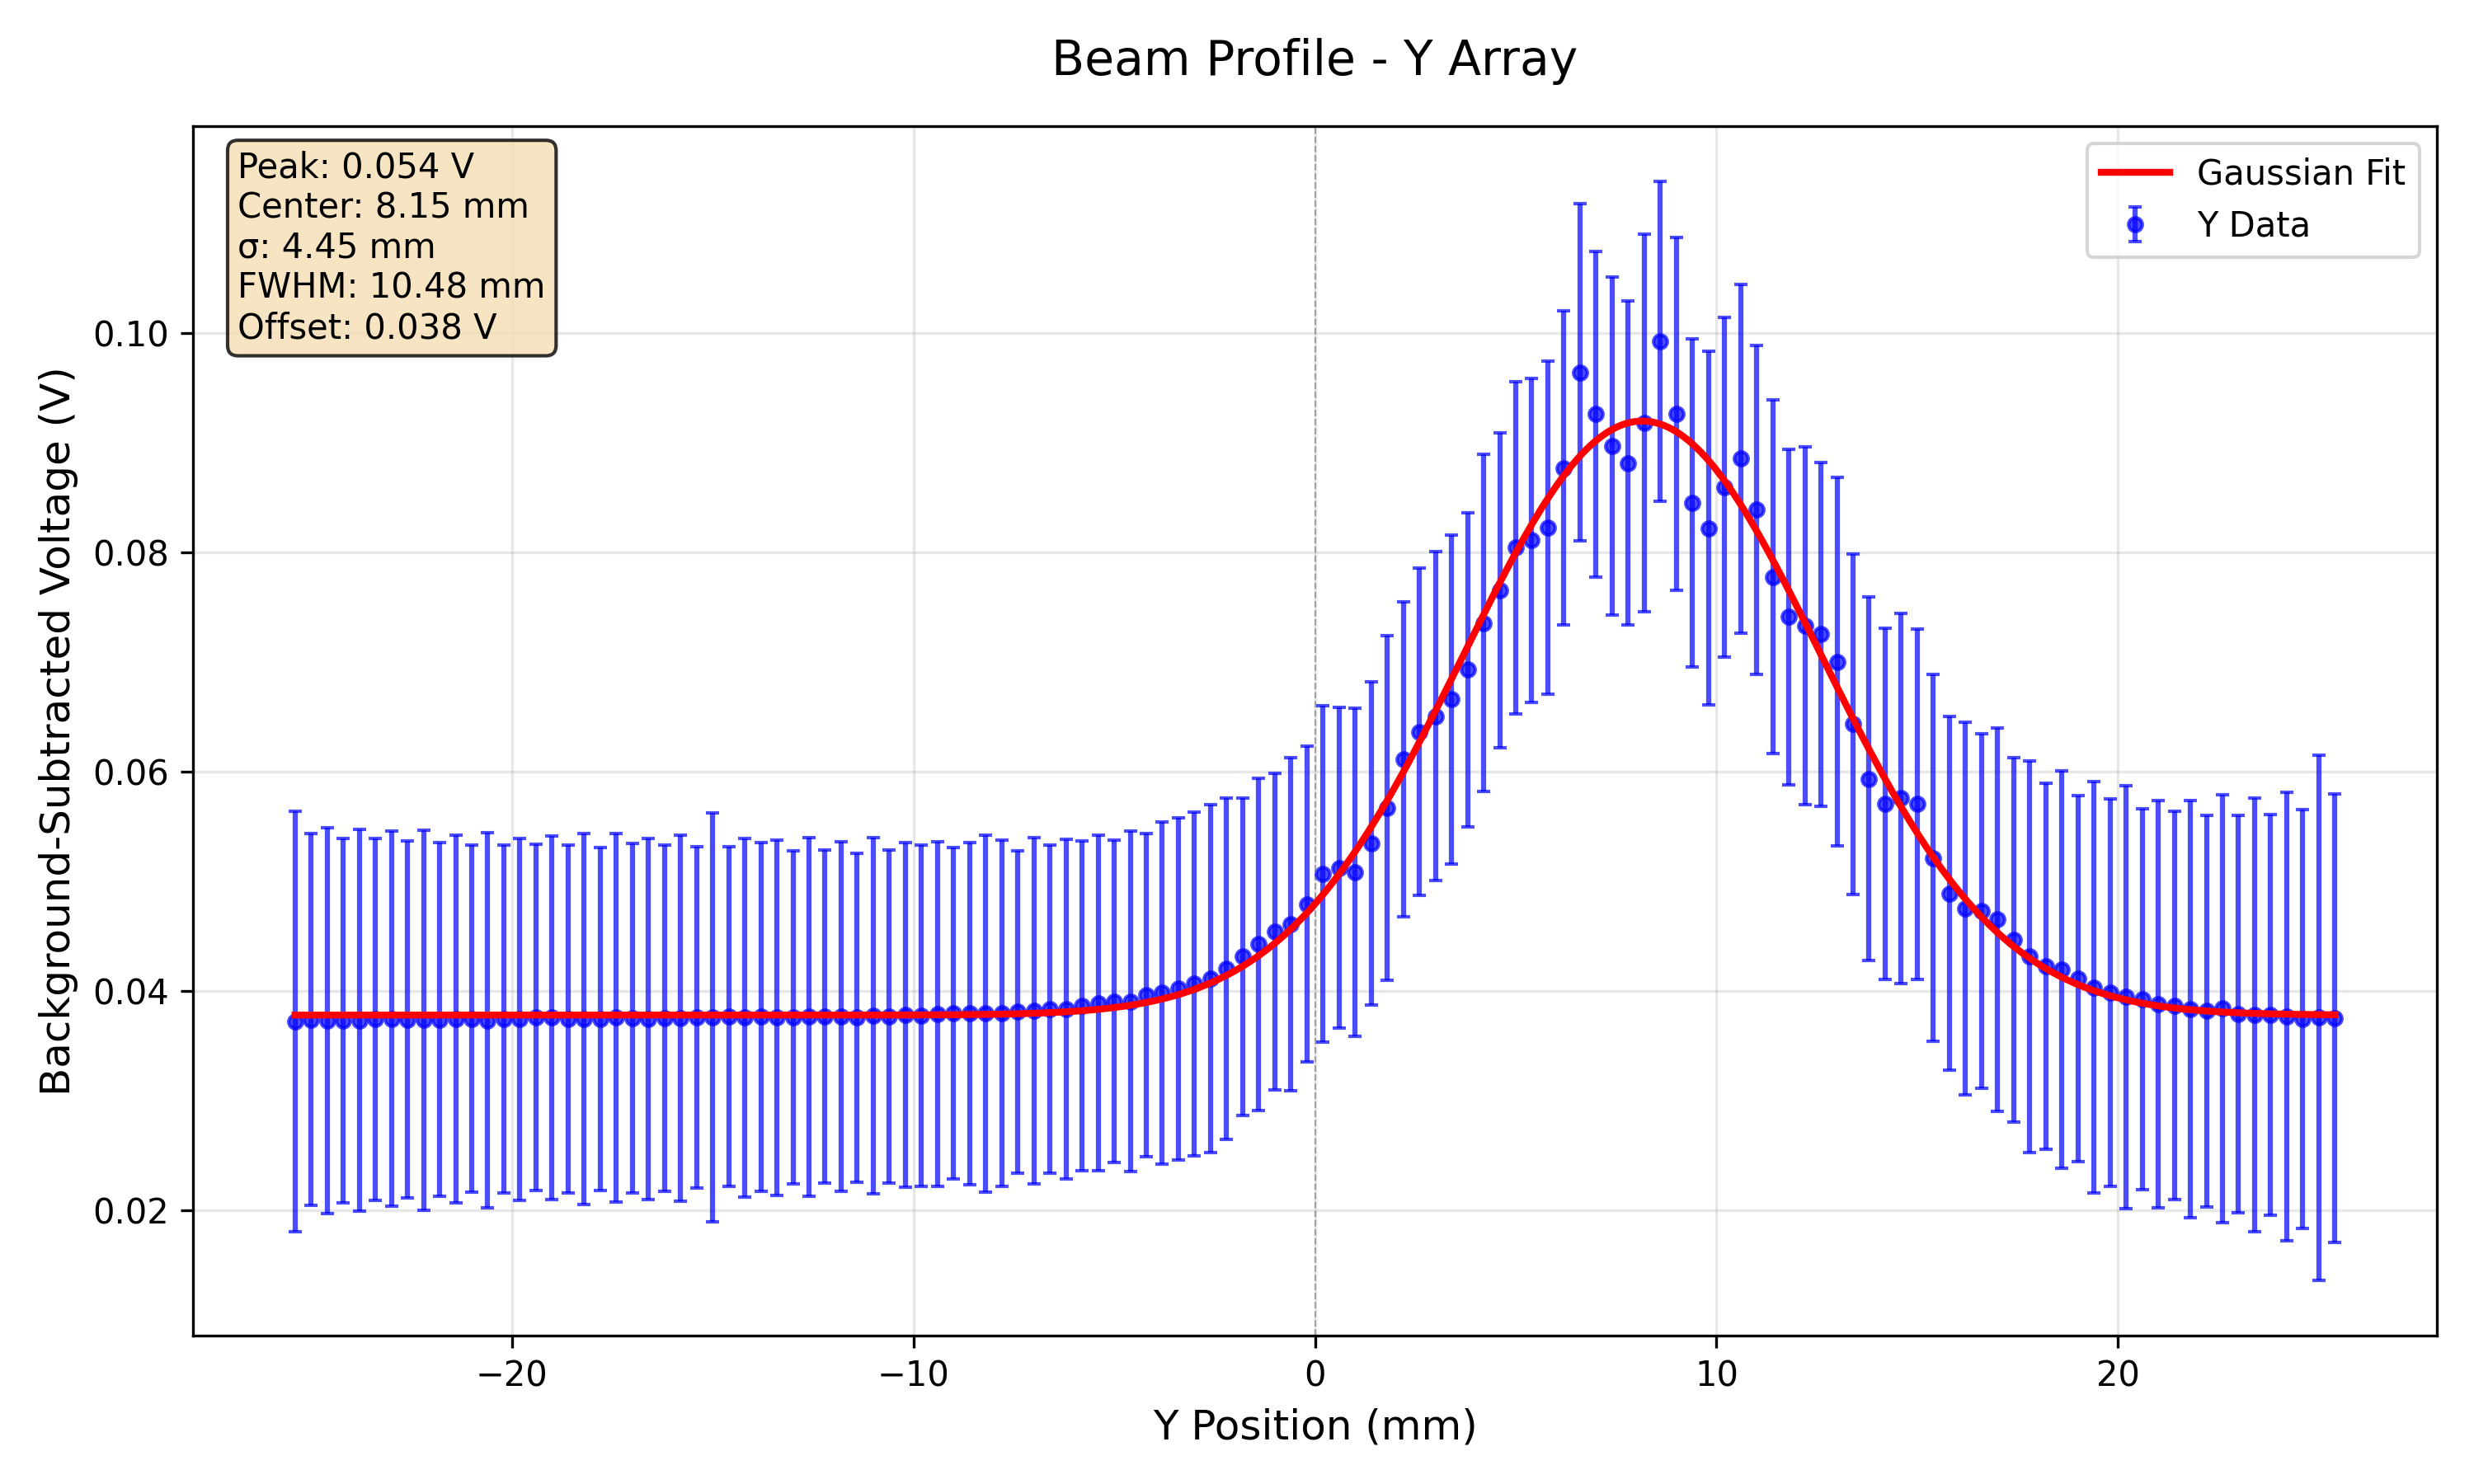 Beam Profile - Y Array
Peak: 0.054 V
Center: 8.15 mm
σ: 4.45 mm
FWHM: 10.48 mm
Offset: 0.038 V
Gaussian Fit
Y Data
Background-Subtracted Voltage (V)
0.10
0.08
0.06
0.04
0.02
−20
−10
0
10
20
Y Position (mm)